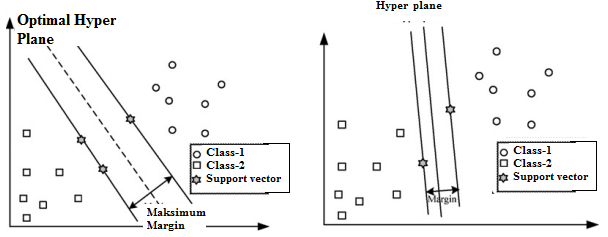 Optimal Hyper
Plane
Class-1
Class-2
Support vector
Maksimum
Margin
Hyper plane
Class-1
Class-2
Support vector
Margin